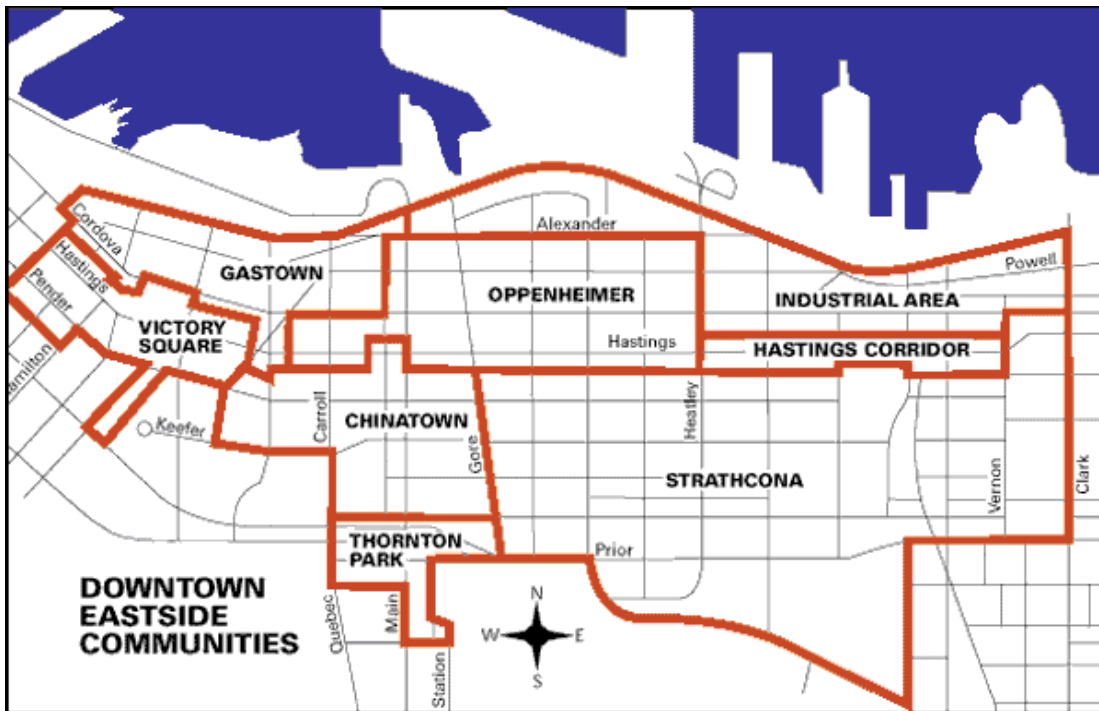 Alexander
Cordova
Powell
Hastings
GASTOWN
OPPENHEIMER
INDUSTRIAL AREA
Pender
VICTORY
SQUARE
Hastings
HASTINGS CORRIDOR
Hamilton
Keefer
Carroll
CHINATOWN
Gore
Heatley
STRATHCONA
Vernon
Clark
THORNTON
PARK
Prior
DOWNTOWN
EASTSIDE
COMMUNITIES
Quebec
Main
Station
N
W E
S